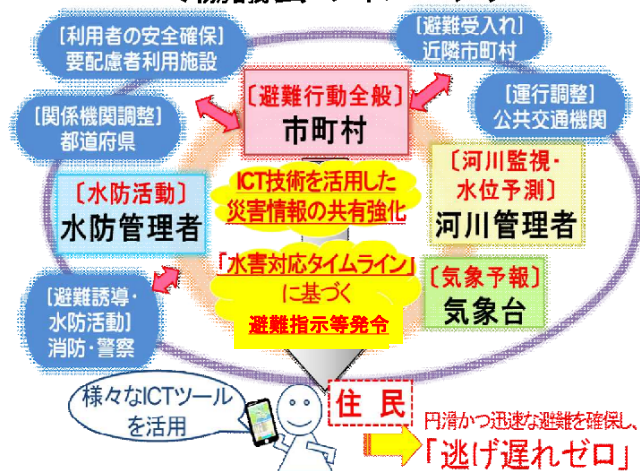 [利用者の安全確保]
要配慮者利用施設
[避難受入れ]
近隣市町村
[関係機関調整]
都道府県
〔避難行動全般〕
市町村
[運行調整]
公共交通機関
〔水防活動〕
水防管理者
ICT技術を活用した
災害情報の共有強化
〔河川監視・
水位予測〕
河川管理者
「水害対応タイムライン」
に基づく
避難指示等発令
〔気象予報〕
気象台
[避難誘導・
水防活動]
消防・警察
様々なICTツール
を活用
住 民
円滑かつ迅速な避難を確保し、
「逃げ遅れゼロ」